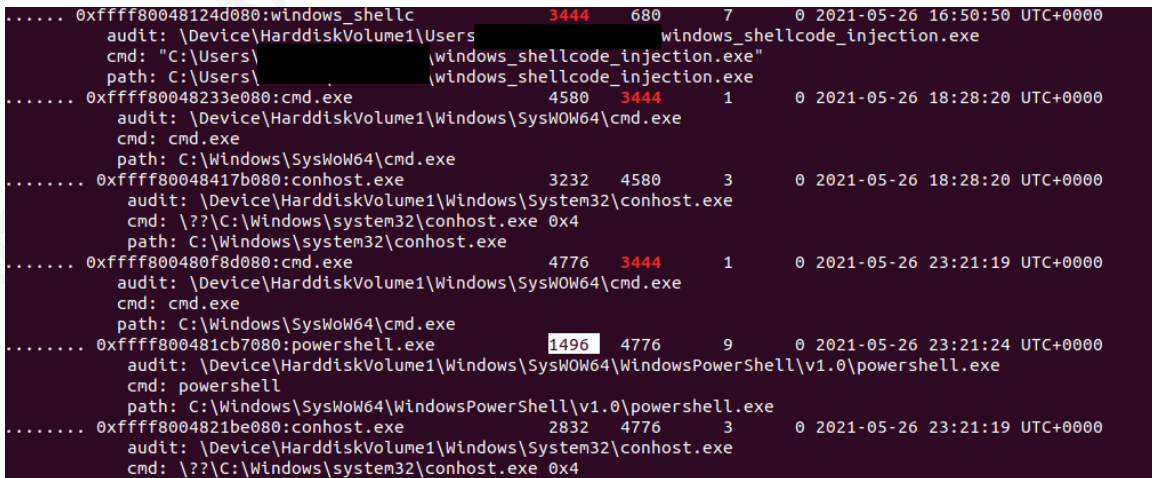 ...... 0xffff80048124d080:windows_shellc 3444 680 7 0 2021-05-26 16:50:50 UTC+0000
audit: \Device\HarddiskVolume1\Users windows_shellcode_injection.exe
cmd: "C:\Users\ \windows_shellcode_injection.exe"
path: C:\Users\ \windows_shellcode_injection.exe
....... 0xffff80048233e080:cmd.exe 4580 3444 1 0 2021-05-26 18:28:20 UTC+0000
audit: \Device\HarddiskVolume1\Windows\SysWOW64\cmd.exe
cmd: cmd.exe
path: C:\Windows\SysWoW64\cmd.exe
........ 0xffff80048417b080:conhost.exe 3232 4580 3 0 2021-05-26 18:28:20 UTC+0000
audit: \Device\HarddiskVolume1\Windows\System32\conhost.exe
cmd: \??\C:\Windows\system32\conhost.exe 0x4
path: C:\Windows\system32\conhost.exe
....... 0xffff800480f8d080:cmd.exe 4776 3444 1 0 2021-05-26 23:21:19 UTC+0000
audit: \Device\HarddiskVolume1\Windows\SysWOW64\cmd.exe
cmd: cmd.exe
path: C:\Windows\SysWoW64\cmd.exe
........ 0xffff800481cb7080:powershell.exe 1496 4776 9 0 2021-05-26 23:21:24 UTC+0000
audit: \Device\HarddiskVolume1\Windows\SysWOW64\WindowsPowerShell\v1.0\powershell.exe
cmd: powershell
path: C:\Windows\SysWoW64\WindowsPowerShell\v1.0\powershell.exe
........ 0xffff8004821be080:conhost.exe 2832 4776 3 0 2021-05-26 23:21:19 UTC+0000
audit: \Device\HarddiskVolume1\Windows\System32\conhost.exe
cmd: \??\C:\Windows\system32\conhost.exe 0x4